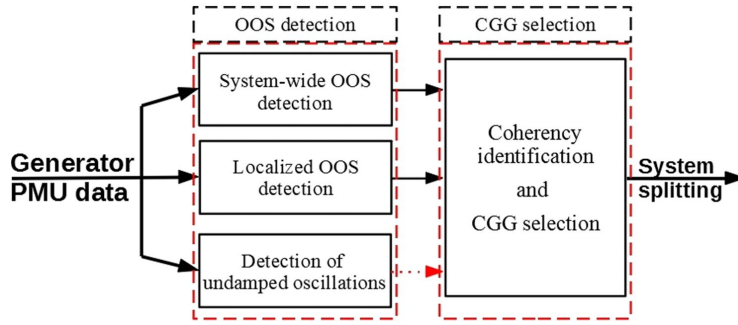 OOS detection
CGG selection
System-wide OOS
detection
Localized OOS
detection
Detection of
undamped oscillations
Generator
PMU data
Coherency
identification
and
CGG selection
System
splitting